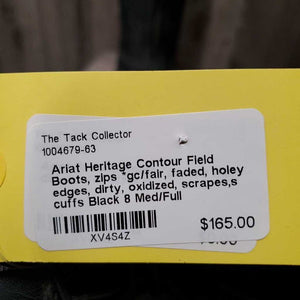 The Tack Collector
1004679-63
Ariat Heritage Contour Field
Boots, zips *gc/fair, faded, holey
edges, dirty, oxidized, scrapes,s
cuffs Black 8 Med/Full
$165.00
XV4S4Z